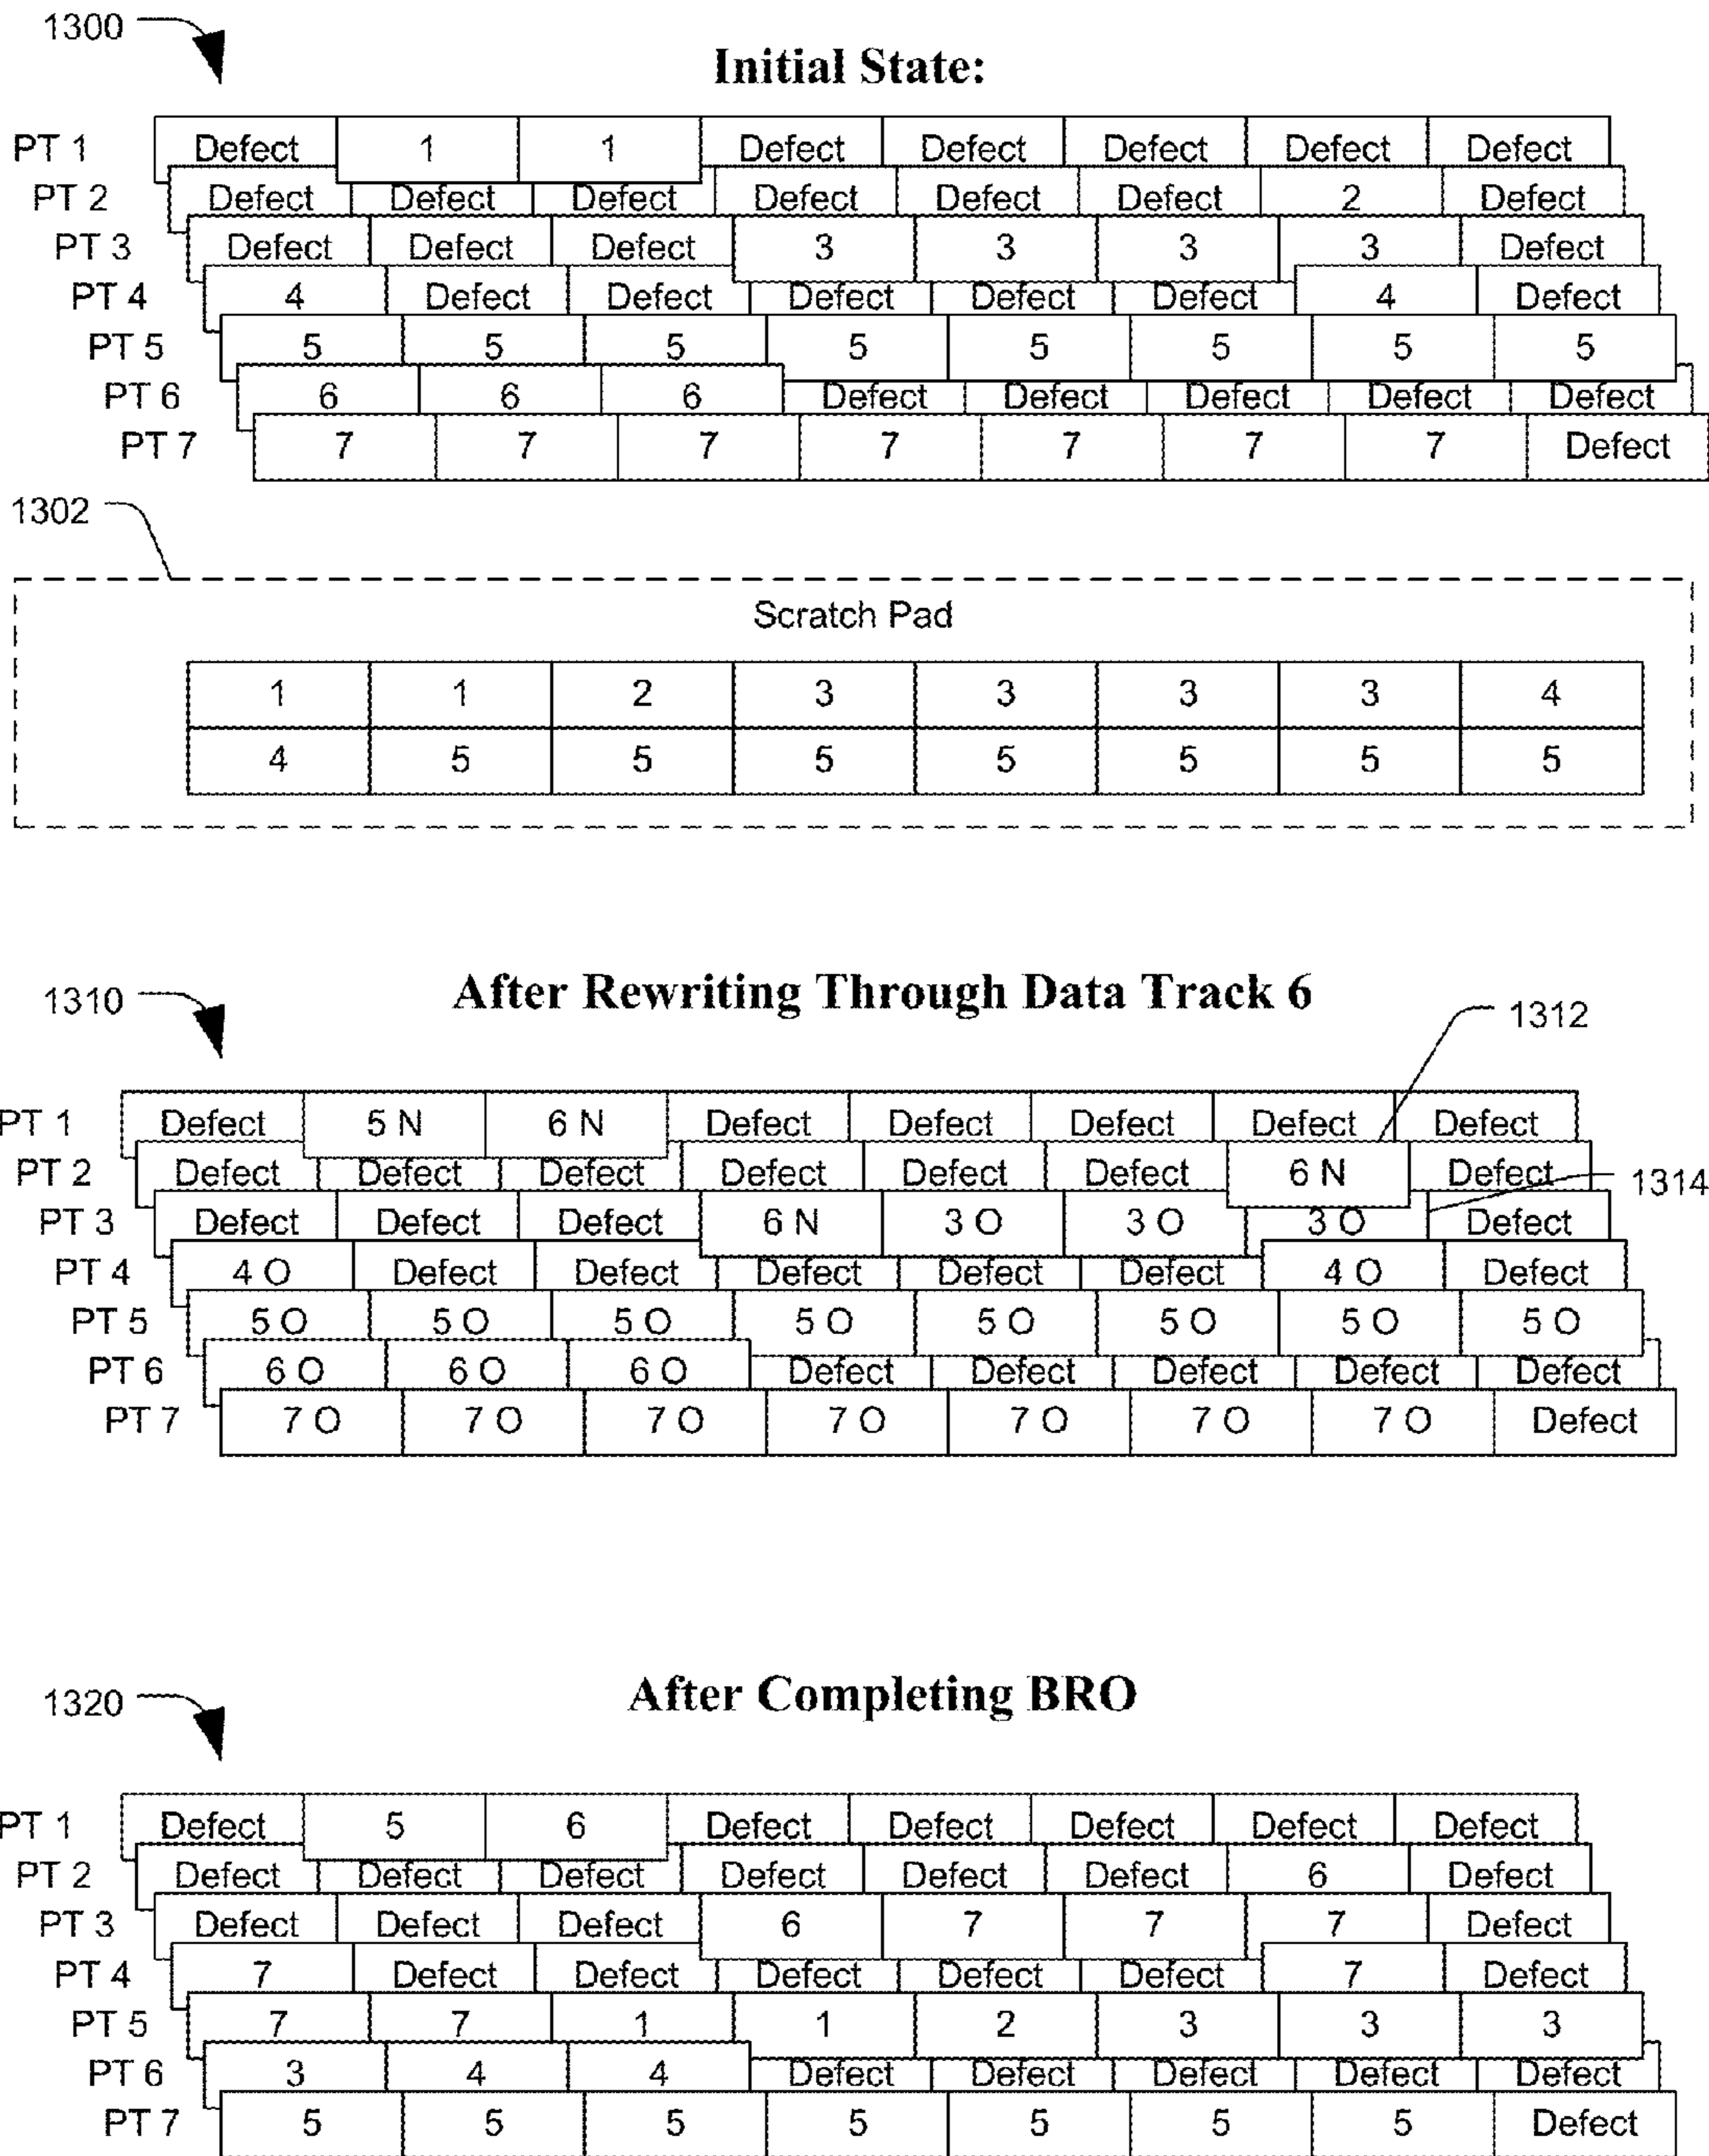 1300
Initial State:
PT 1 Defect 1 1 Defect Defect Defect Defect Defect
PT 2 Defect Defect Defect Defect Defect Defect 2 Defect
PT 3 Defect Defect Defect 3 3 3 3 Defect
PT 4 4 Defect Defect Defect Defect Defect 4 Defect
PT 5 5 5 5 5 5 5 5 5
PT 6 6 6 6 Defect Defect Defect Defect Defect
PT 7 7 7 7 7 7 7 7 Defect
1302
Scratch Pad
1 1 2 3 3 3 3 4
4 5 5 5 5 5 5 5
1310
After Rewriting Through Data Track 6
1312
PT 1 Defect 5 N 6 N Defect Defect Defect Defect Defect
PT 2 Defect Defect Defect Defect Defect Defect 6 N Defect
1314
PT 3 Defect Defect Defect 6 N 3 O 3 O 3 O Defect
PT 4 4 O Defect Defect Defect Defect Defect 4 O Defect
PT 5 5 O 5 O 5 O 5 O 5 O 5 O 5 O 5 O
PT 6 6 O 6 O 6 O Defect Defect Defect Defect Defect
PT 7 7 O 7 O 7 O 7 O 7 O 7 O 7 O Defect
1320
After Completing BRO
PT 1 Defect 5 6 Defect Defect Defect Defect Defect
PT 2 Defect Defect Defect Defect Defect Defect 6 Defect
PT 3 Defect Defect Defect 6 7 7 7 Defect
PT 4 7 Defect Defect Defect Defect Defect 7 Defect
PT 5 7 7 1 1 2 3 3 3
PT 6 3 4 4 Defect Defect Defect Defect Defect
PT 7 5 5 5 5 5 5 5 Defect